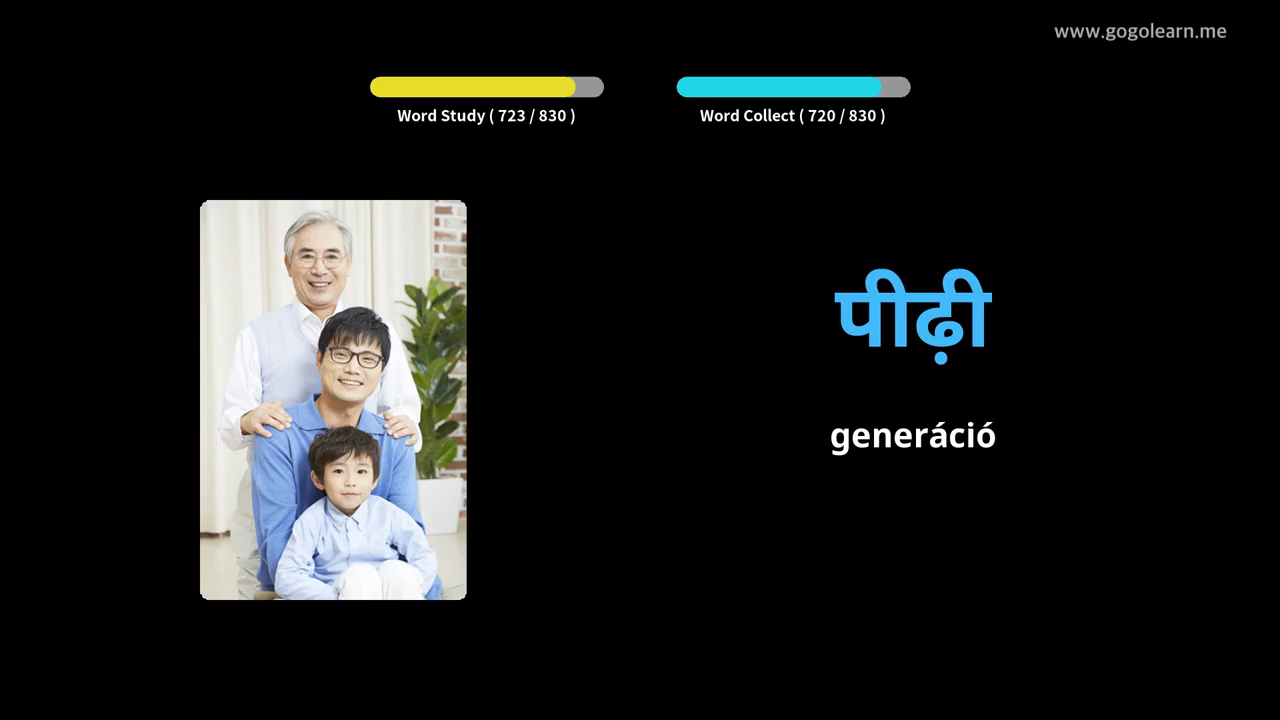 www.gogolearn.me
Word Study ( 723 / 830 )
Word Collect ( 720 / 830 )
पीढ़ी
generáció